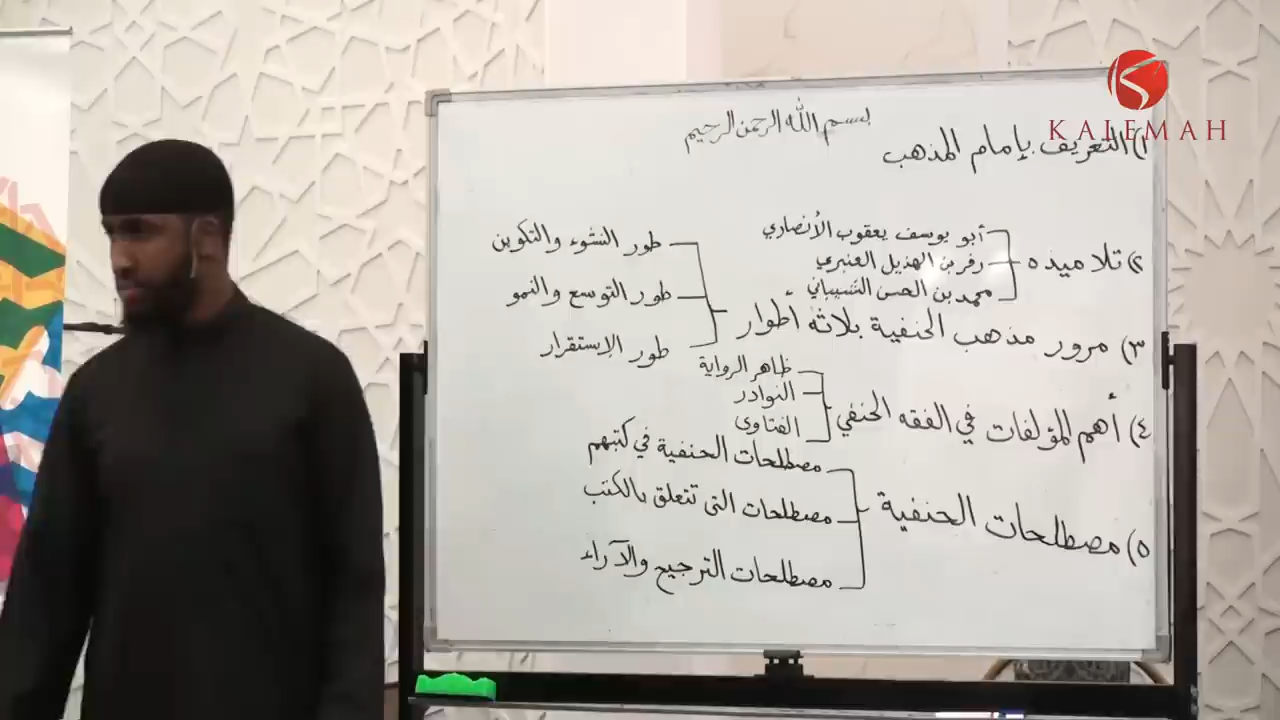 KALEMAH
بسم الله الرحمن الرحيم
١) التعريف بإمام المذهب
٢) تلاميذه
أبو يوسف يعقوب الأنصاري
زفر بن الهذيل العنبري
محمد بن الحسن الشيباني
٣) مرور مذهب الحنفية بثلاثة أطوار
طور النشوء والتكوين
طور التوسع والنمو
طور الإستقرار
٤) أهم المؤلفات في الفقه الحنفي
ظاهر الرواية
النوادر
الفتاوى
٥) مصطلحات الحنفية
مصطلحات الحنفية في كتبهم
مصطلحات التي تتعلق بالكتب
مصطلحات الترجيح والآراء